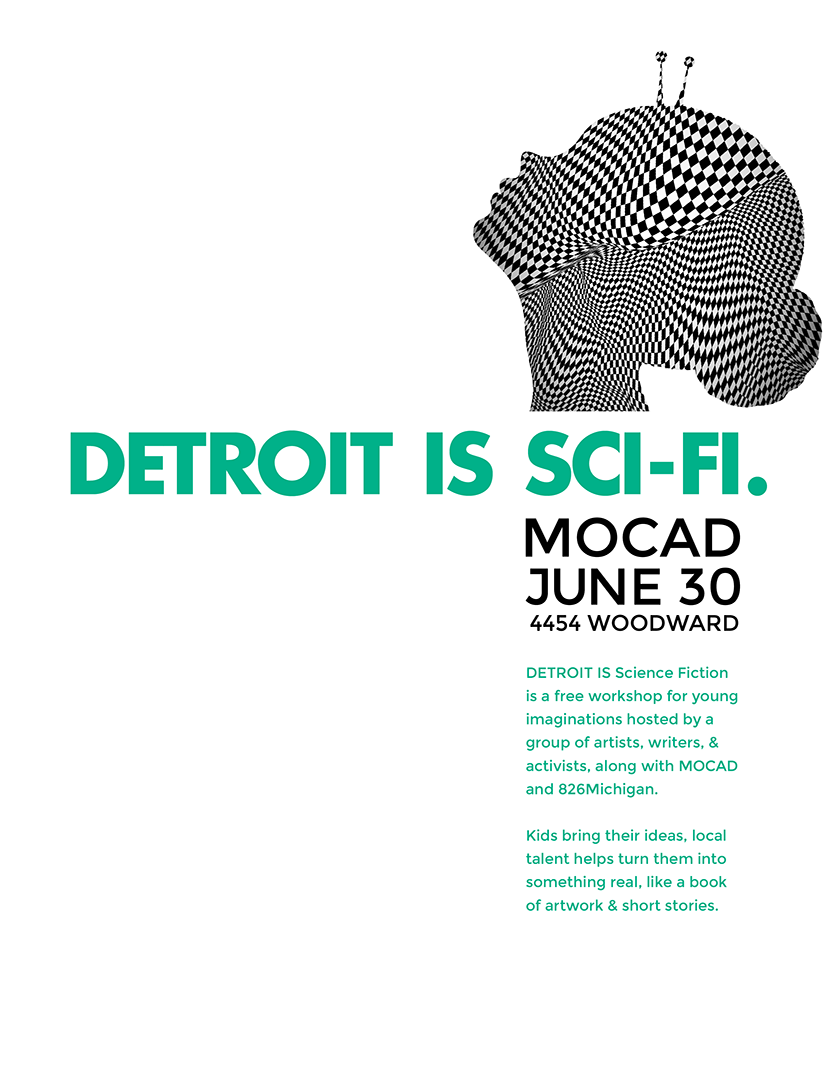 DETROIT IS SCI-FI.
MOCAD
JUNE 30
4454 WOODWARD
DETROIT IS Science Fiction
is a free workshop for young
imaginations hosted by a
group of artists, writers, &
activists, along with MOCAD
and 826Michigan.
Kids bring their ideas, local
talent helps turn them into
something real, like a book
of artwork & short stories.